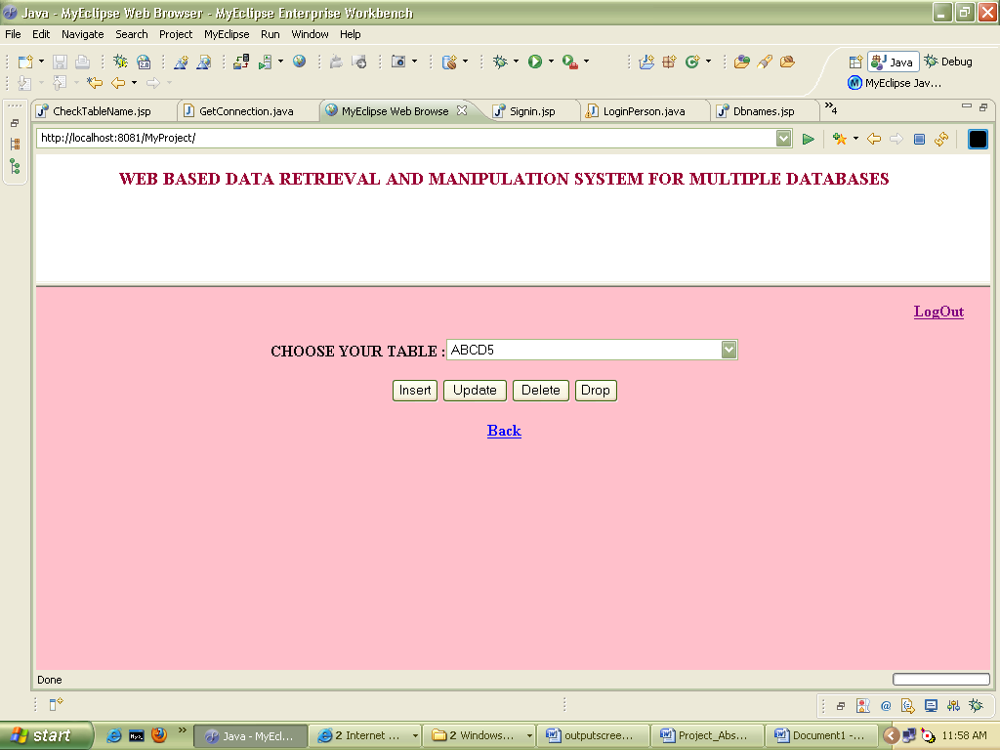 Java - MyEclipse Web Browser - MyEclipse Enterprise Workbench
File Edit Navigate Search Project MyEclipse Run Window Help
Java Debug
MyEclipse Jav...
CheckTableName.jsp GetConnection.java MyEclipse Web Browse Signin.jsp LoginPerson.java Dbnames.jsp »4
http://localhost:8081/MyProject/
WEB BASED DATA RETRIEVAL AND MANIPULATION SYSTEM FOR MULTIPLE DATABASES
LogOut
CHOOSE YOUR TABLE : ABCD5
Insert Update Delete Drop
Back
Done
start » Java - MyEcl... 2 Internet ... 2 Windows... outputscree... Project_Abs... Document1 -... 11:58 AM